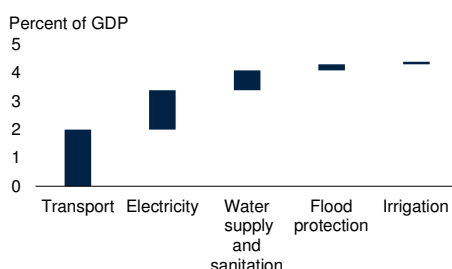 Percent of GDP
5
4
3
2
1
0
Transport Electricity Water Flood Irrigation
supply protection
and
sanitation